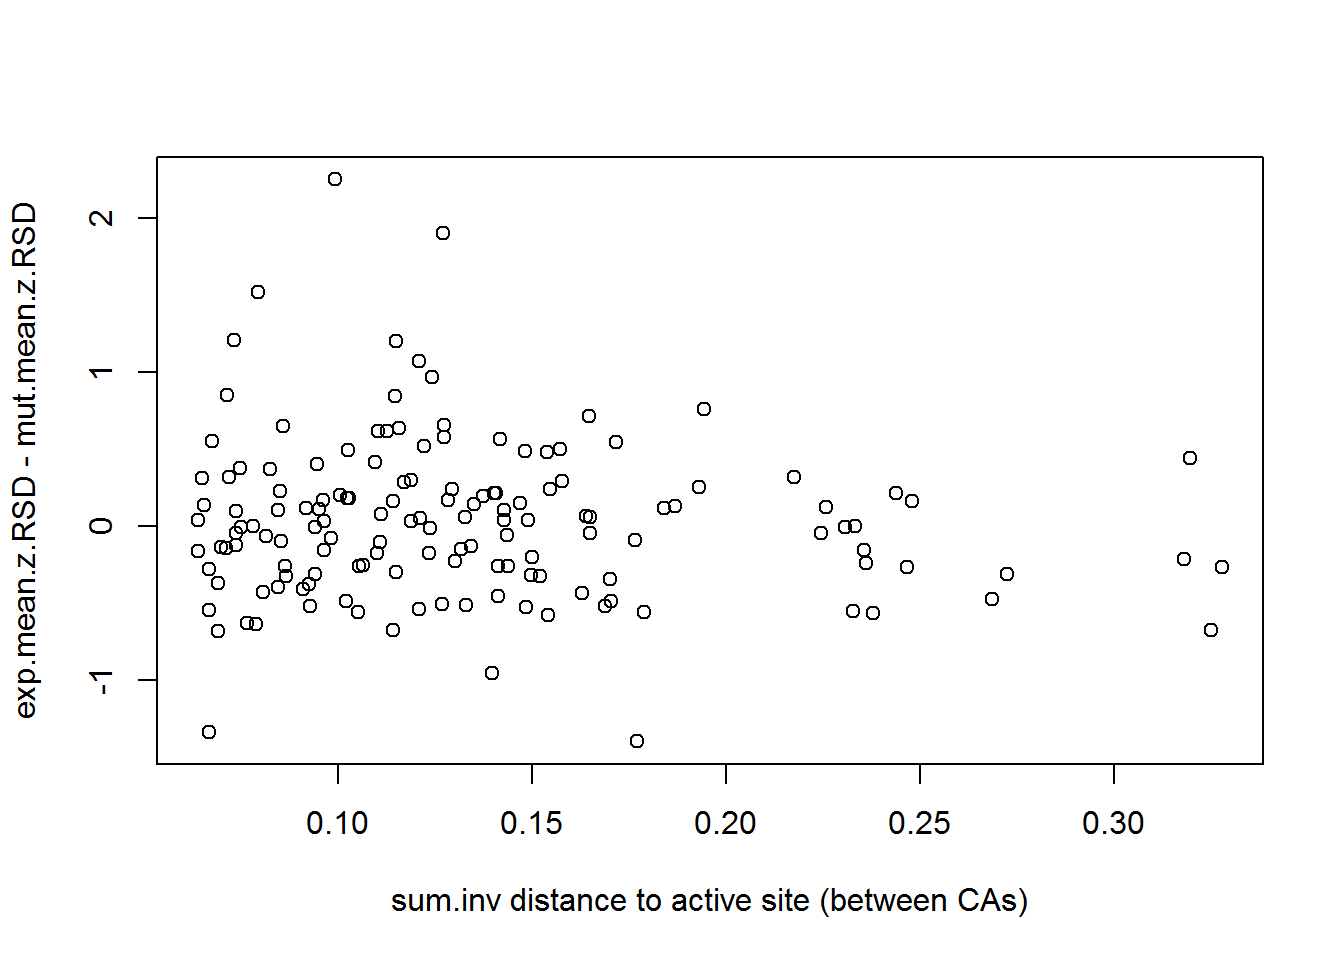 exp.mean.z.RSD - mut.mean.z.RSD
2
1
0
-1
0.10 0.15 0.20 0.25 0.30
sum.inv distance to active site (between CAs)